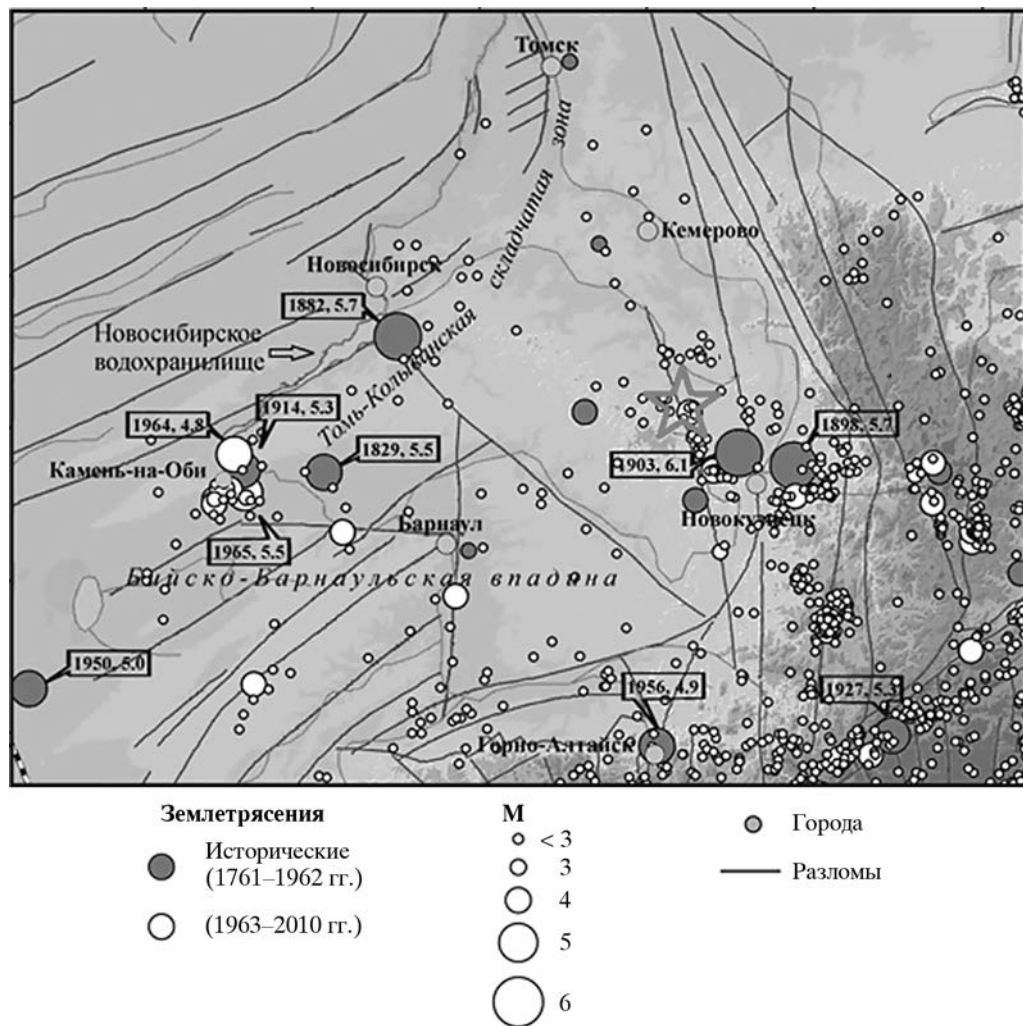 Томск
зона
складчатая
Томь-Колыванская
Кемерово
Новосибирск
1882, 5.7
Новосибирское
водохранилище
1964, 4.8
1914, 5.3
Камень-на-Оби
1829, 5.5
1898, 5.7
1903, 6.1
Новокузнецк
Барнаул
1965, 5.5
Бийско-Барнаульская впадина
1950, 5.0
1956, 4.9
1927, 5.3
Горно-Алтайск
Землетрясения
Исторические
(1761–1962 гг.)
(1963–2010 гг.)
М
< 3
3
4
5
6
Города
Разломы